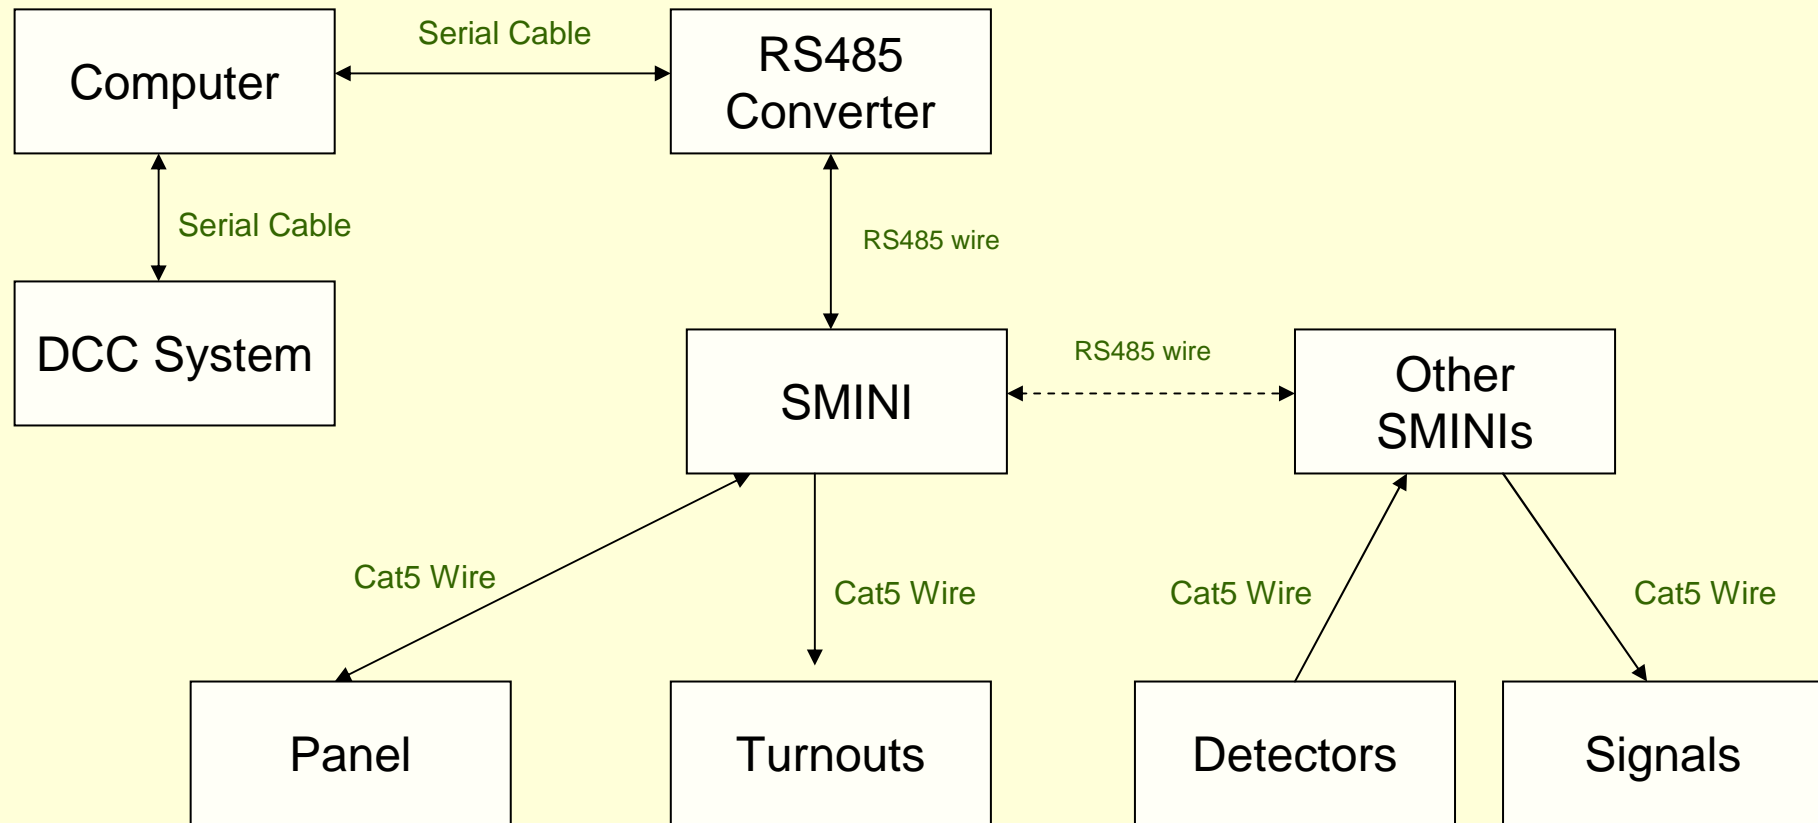 Serial Cable
Computer
RS485
Converter
Serial Cable
RS485 wire
DCC System
SMINI
RS485 wire
Other
SMINIs
Cat5 Wire
Cat5 Wire
Cat5 Wire
Cat5 Wire
Panel
Turnouts
Detectors
Signals